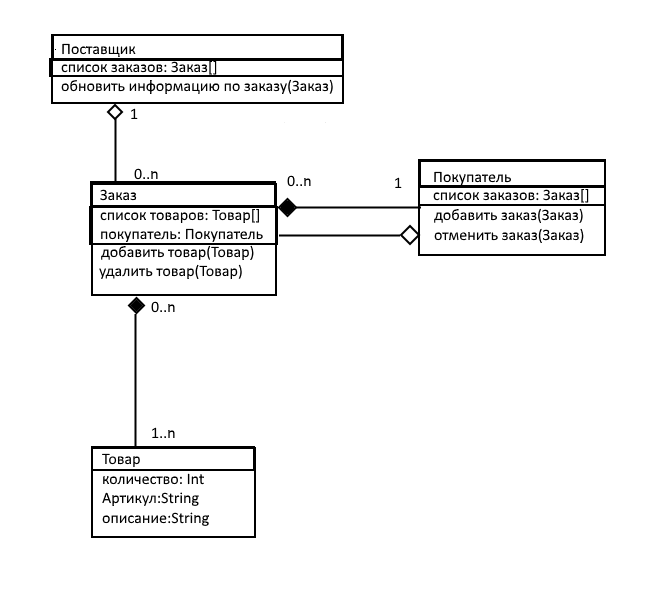 Поставщик
список заказов: Заказ[]
обновить информацию по заказу(Заказ)
1
0..n
Заказ
список товаров: Товар[]
покупатель: Покупатель
добавить товар(Товар)
удалить товар(Товар)
0..n
1
Покупатель
список заказов: Заказ[]
добавить заказ(Заказ)
отменить заказ(Заказ)
0..n
1..n
Товар
количество: Int
Артикул:String
описание:String